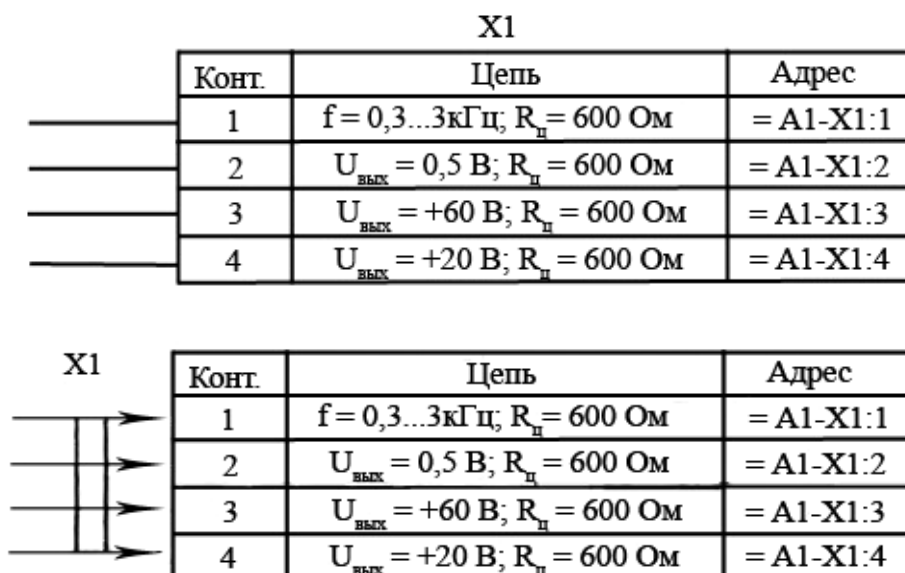 X1
Конт. Цепь Адрес
1 f = 0,3...3кГц; Rц = 600 Ом = A1-X1:1
2 Uвых = 0,5 В; Rц = 600 Ом = A1-X1:2
3 Uвых = +60 В; Rц = 600 Ом = A1-X1:3
4 Uвых = +20 В; Rц = 600 Ом = A1-X1:4
X1
Конт. Цепь Адрес
1 f = 0,3...3кГц; Rц = 600 Ом = A1-X1:1
2 Uвых = 0,5 В; Rц = 600 Ом = A1-X1:2
3 Uвых = +60 В; Rц = 600 Ом = A1-X1:3
4 Uвых = +20 В; Rц = 600 Ом = A1-X1:4